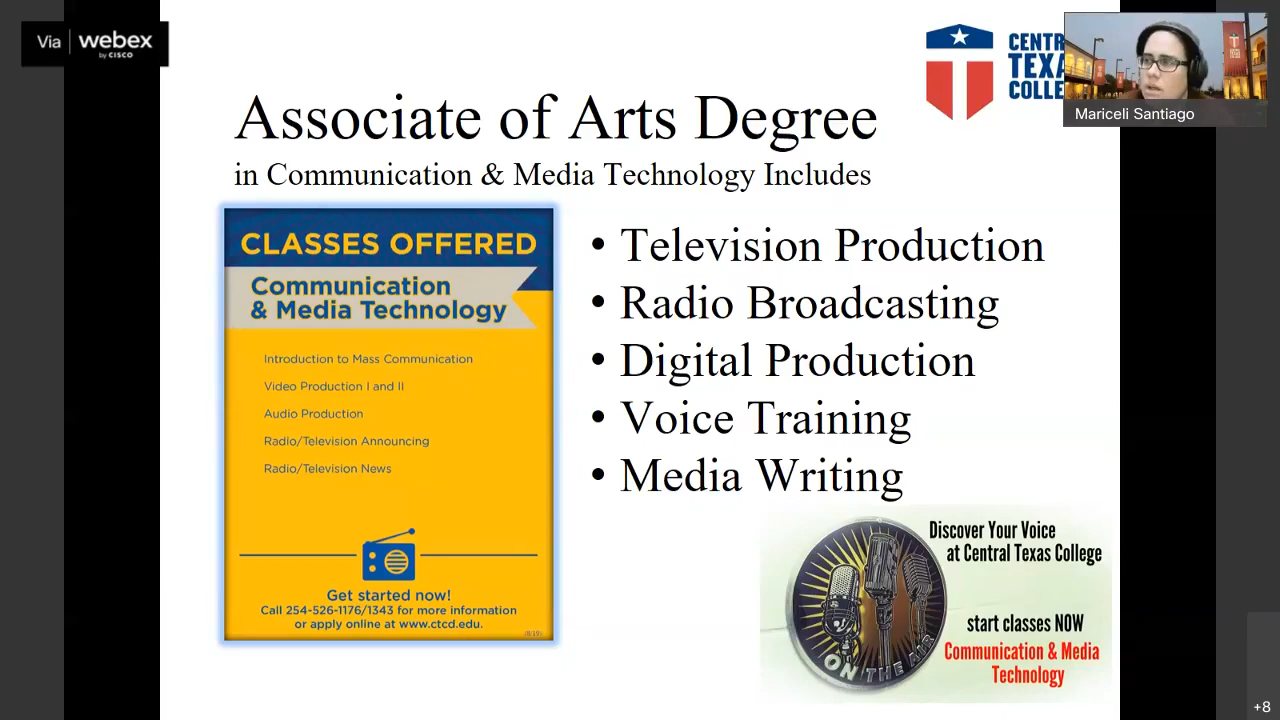 Via webex
by CISCO
CENTR
TEXA
COLLE
Mariceli Santiago
Associate of Arts Degree
in Communication & Media Technology Includes
CLASSES OFFERED
Communication
& Media Technology
Introduction to Mass Communication
Video Production I and II
Audio Production
Radio/Television Announcing
Radio/Television News
Get started now!
Call 254-526-1176/1343 for more information
or apply online at www.ctcd.edu.
(8/19)
• Television Production
• Radio Broadcasting
• Digital Production
• Voice Training
• Media Writing
Discover Your Voice
at Central Texas College
ON THE AIR
start classes NOW
Communication & Media
Technology
+8